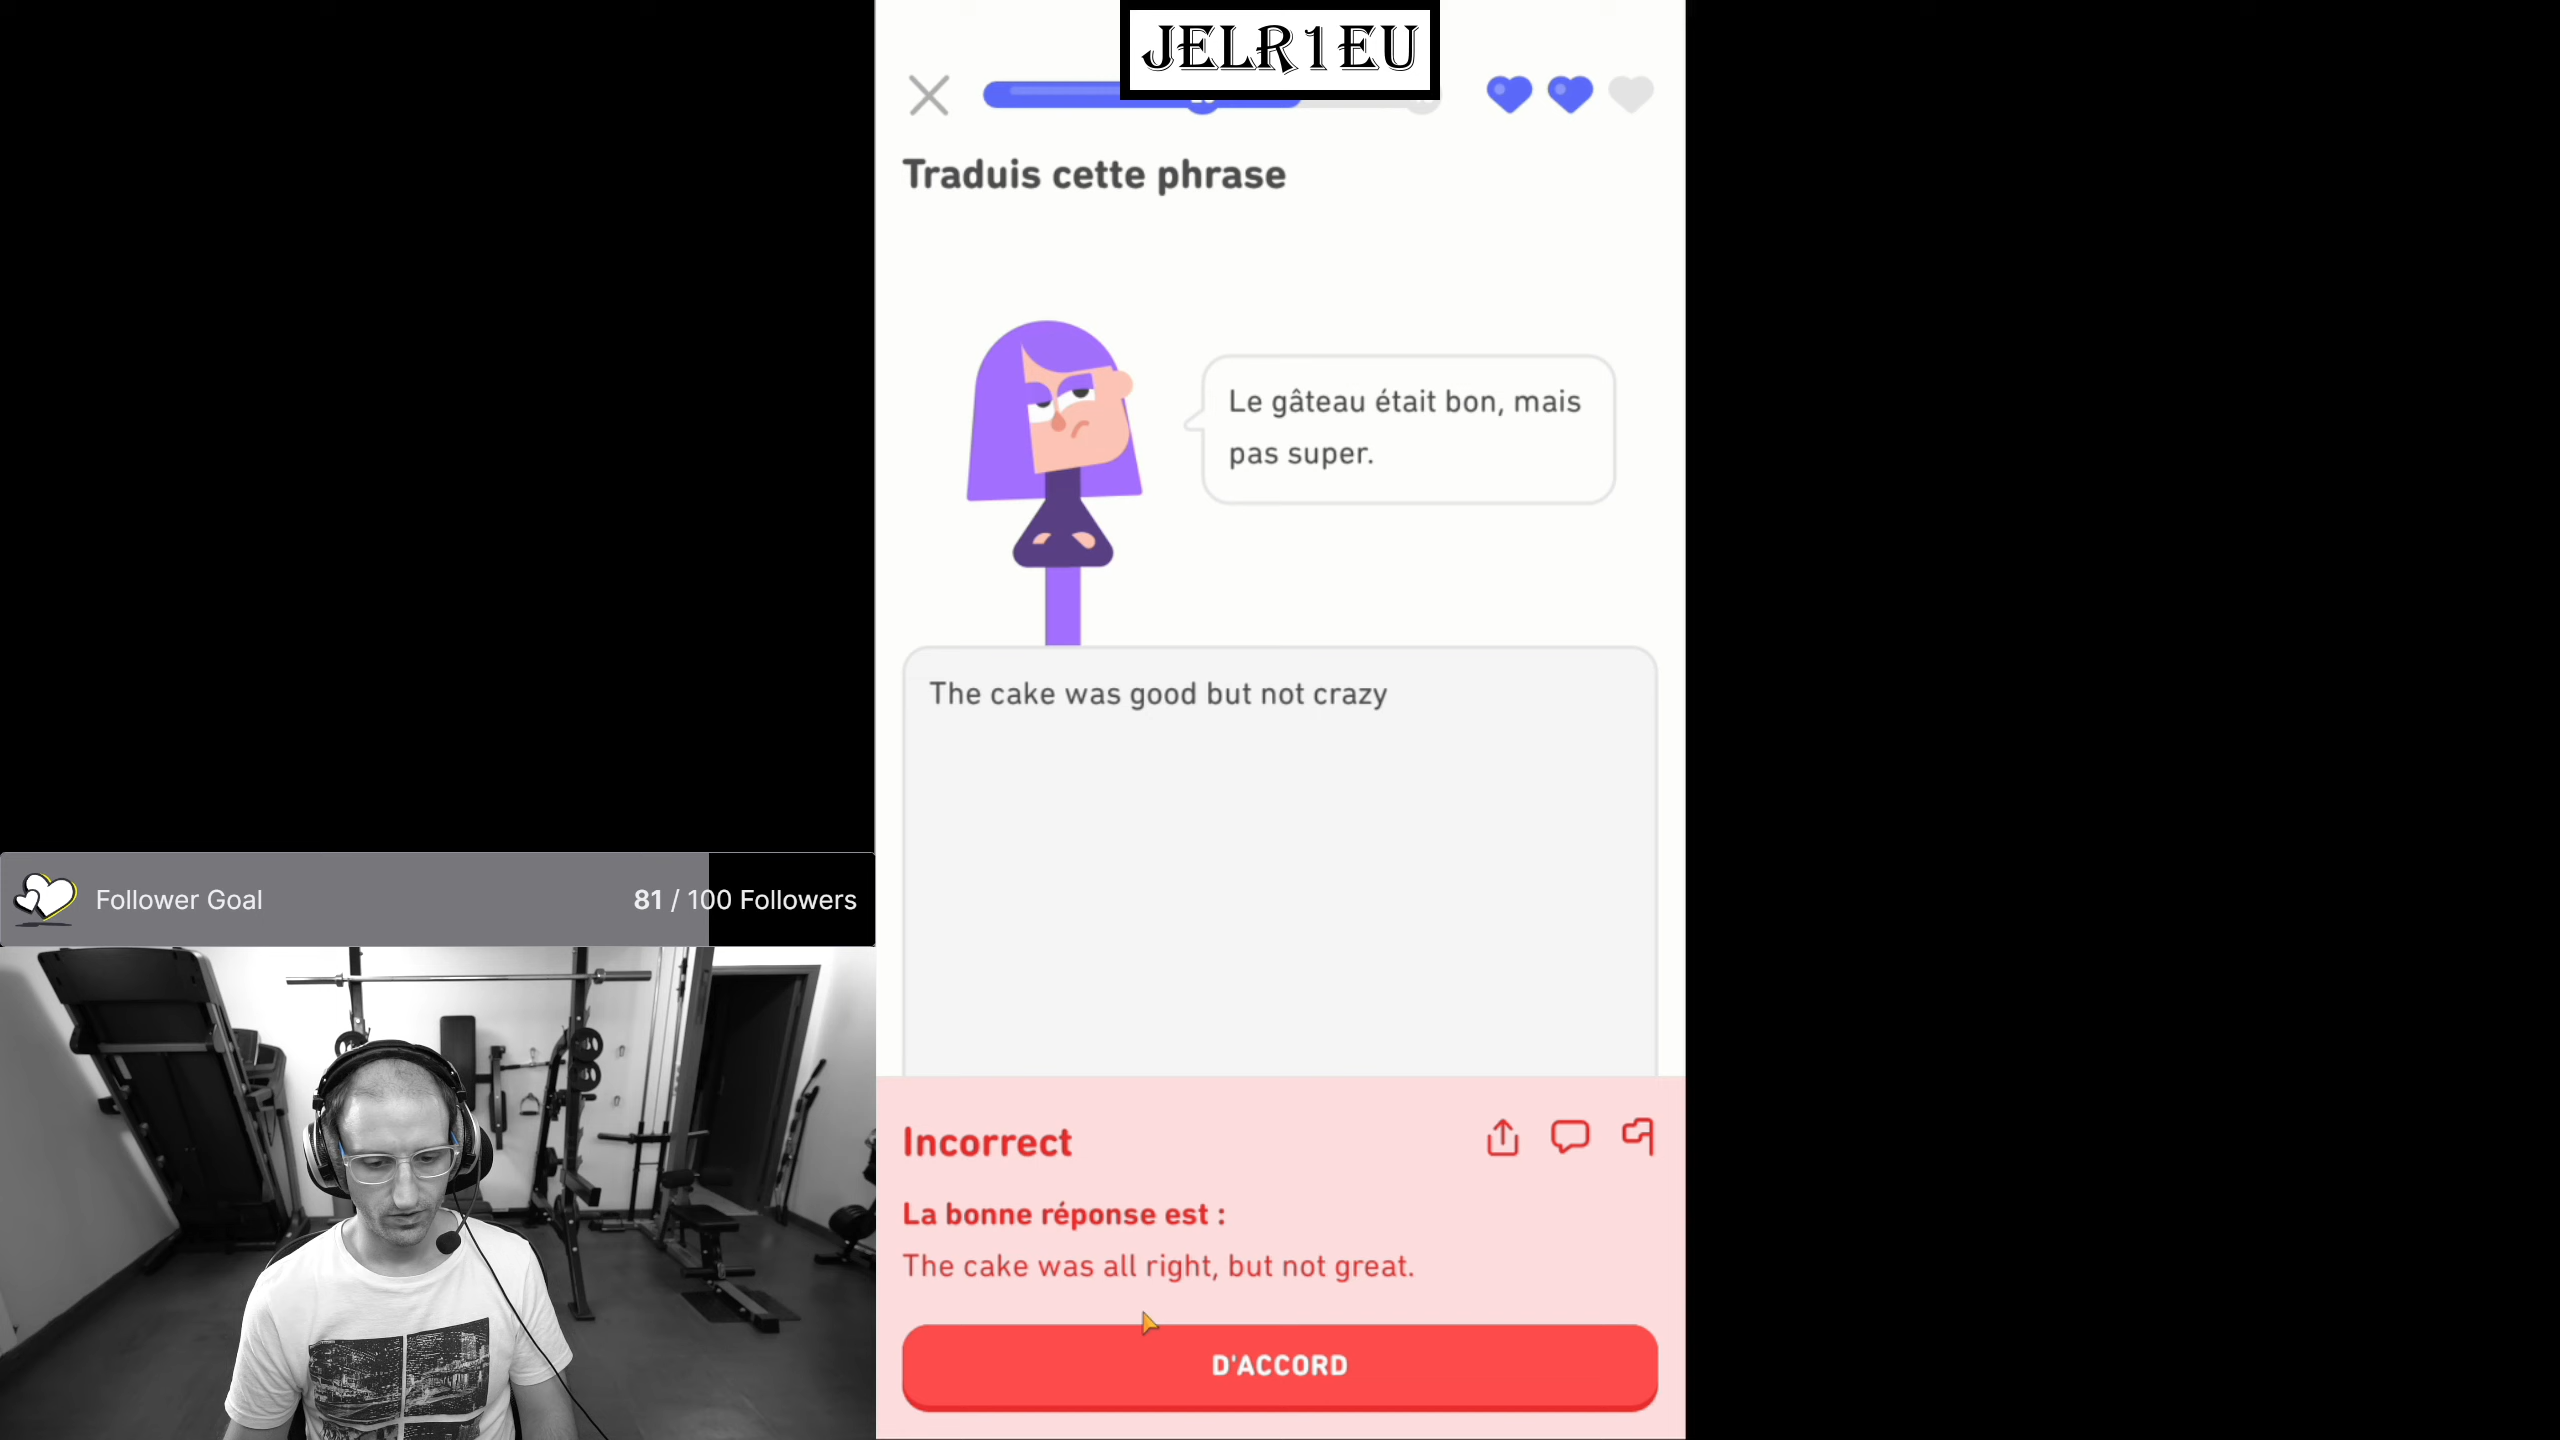 JELR1EU
Traduis cette phrase
Le gâteau était bon, mais
pas super.
The cake was good but not crazy
Follower Goal
81 / 100 Followers
Incorrect
La bonne réponse est :
The cake was all right, but not great.
D'ACCORD